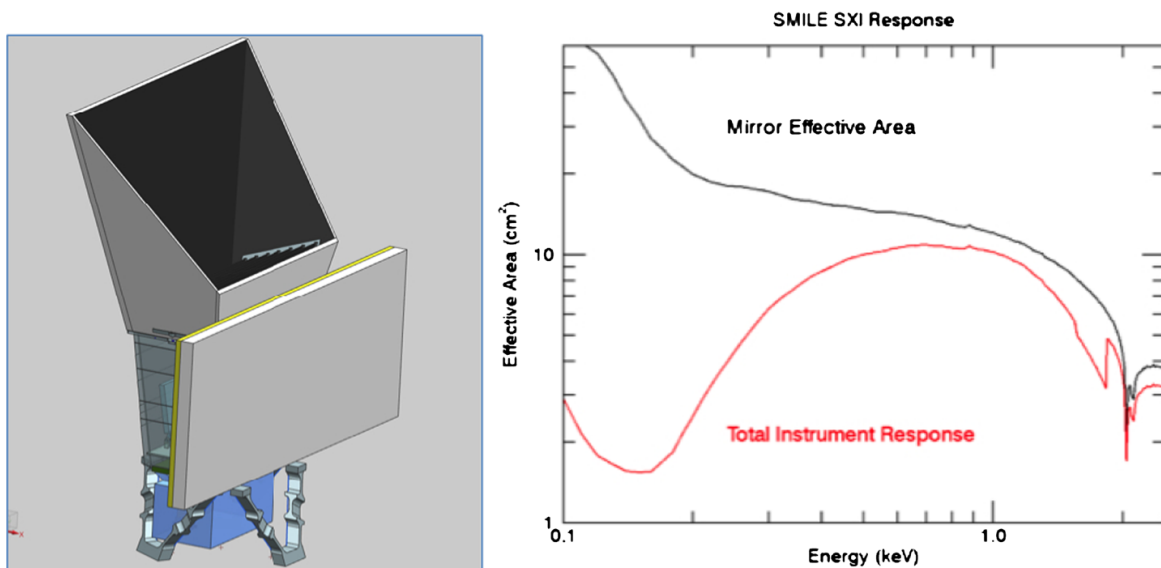 SMILE SXI Response
Mirror Effective Area
Effective Area (cm²)
10
Total Instrument Response
1
0.1
1.0
Energy (keV)
x